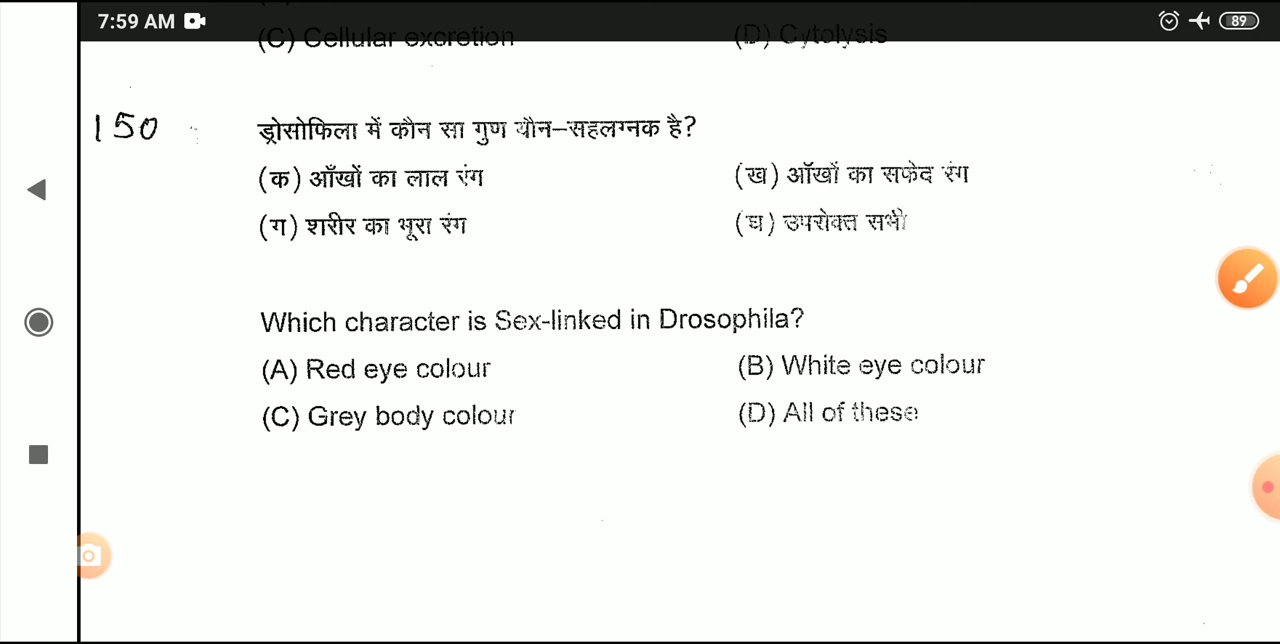 7:59 AM 89
(C) Cellular excretion (D) Cytolysis
150 ड्रोसोफिला में कौन सा गुण यौन–सहलग्नक है?
(क) आँखों का लाल रंग (ख) आँखों का सफेद रंग
(ग) शरीर का भूरा रंग (घ) उपरोक्त सभी
Which character is Sex-linked in Drosophila?
(A) Red eye colour (B) White eye colour
(C) Grey body colour (D) All of these